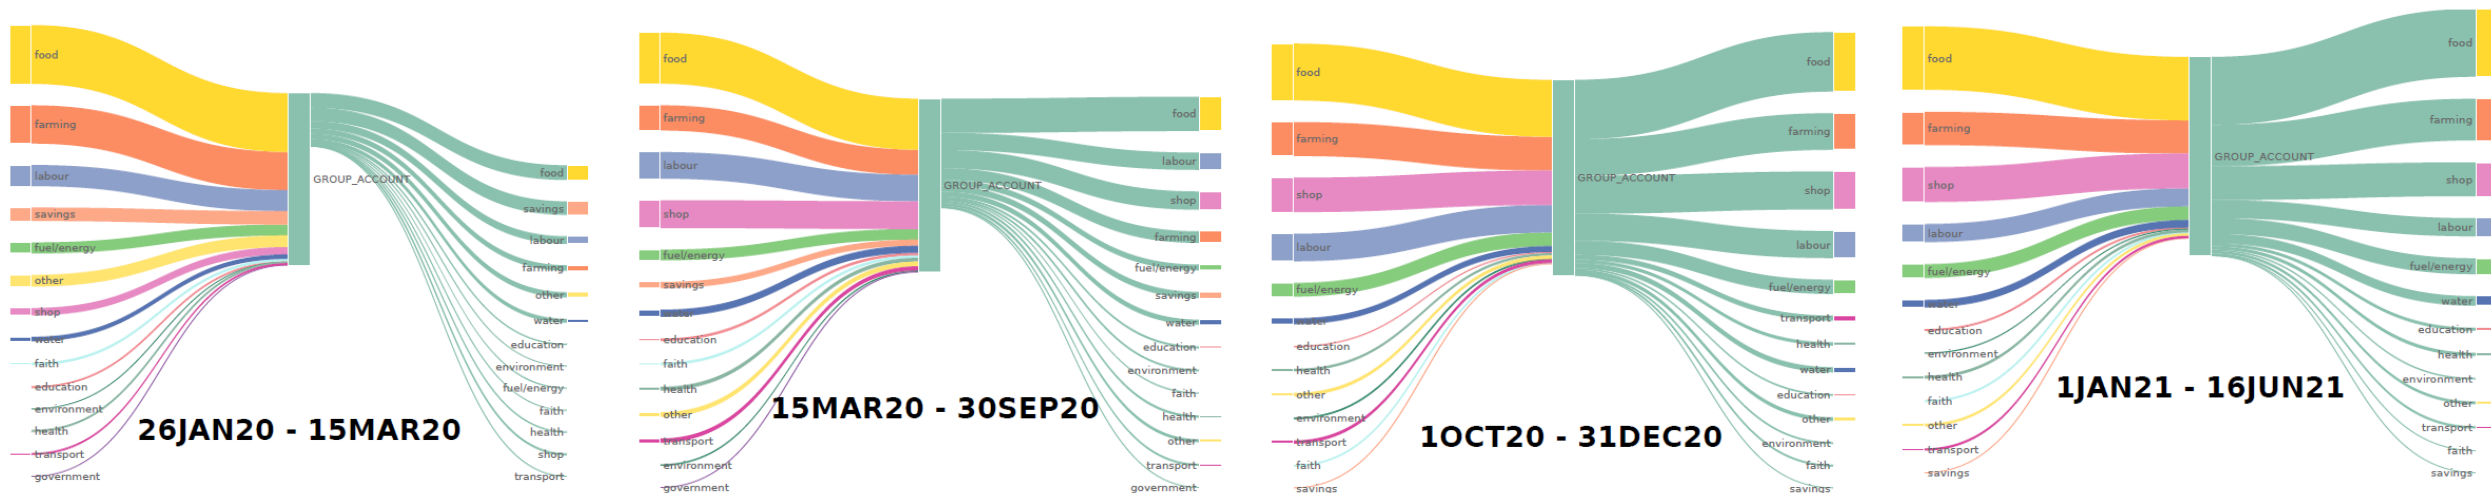 food
farming
labour
savings
fuel/energy
other
shop
water
faith
education
environment
health
transport
government
GROUP_ACCOUNT
food
savings
labour
farming
other
water
education
environment
fuel/energy
faith
health
shop
transport
26JAN20 - 15MAR20
food
farming
labour
shop
fuel/energy
savings
water
education
faith
health
other
transport
environment
government
GROUP_ACCOUNT
food
labour
shop
farming
fuel/energy
savings
water
education
environment
faith
health
other
transport
government
15MAR20 - 30SEP20
food
farming
shop
labour
fuel/energy
water
education
health
other
environment
transport
faith
savings
GROUP_ACCOUNT
food
farming
shop
labour
fuel/energy
transport
health
water
education
other
environment
faith
savings
1OCT20 - 31DEC20
food
farming
shop
labour
fuel/energy
water
education
environment
health
faith
other
transport
savings
GROUP_ACCOUNT
food
farming
shop
labour
fuel/energy
water
education
health
environment
other
transport
faith
savings
1JAN21 - 16JUN21